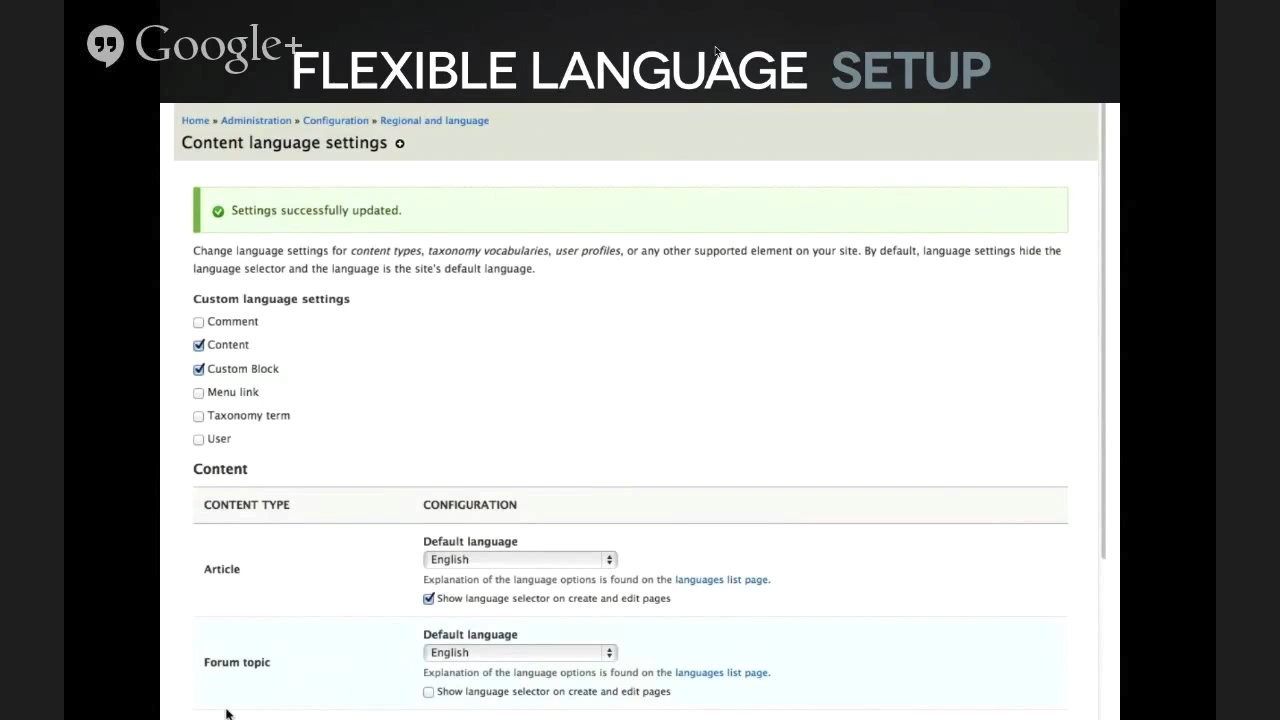 Google+
FLEXIBLE LANGUAGE SETUP
Home » Administration » Configuration » Regional and language
Content language settings
Settings successfully updated.
Change language settings for content types, taxonomy vocabularies, user profiles, or any other supported element on your site. By default, language settings hide the
language selector and the language is the site's default language.
Custom language settings
Comment
Content
Custom Block
Menu link
Taxonomy term
User
Content
CONTENT TYPE CONFIGURATION
Default language
English
Article
Explanation of the language options is found on the languages list page.
Show language selector on create and edit pages
Default language
English
Forum topic
Explanation of the language options is found on the languages list page.
Show language selector on create and edit pages